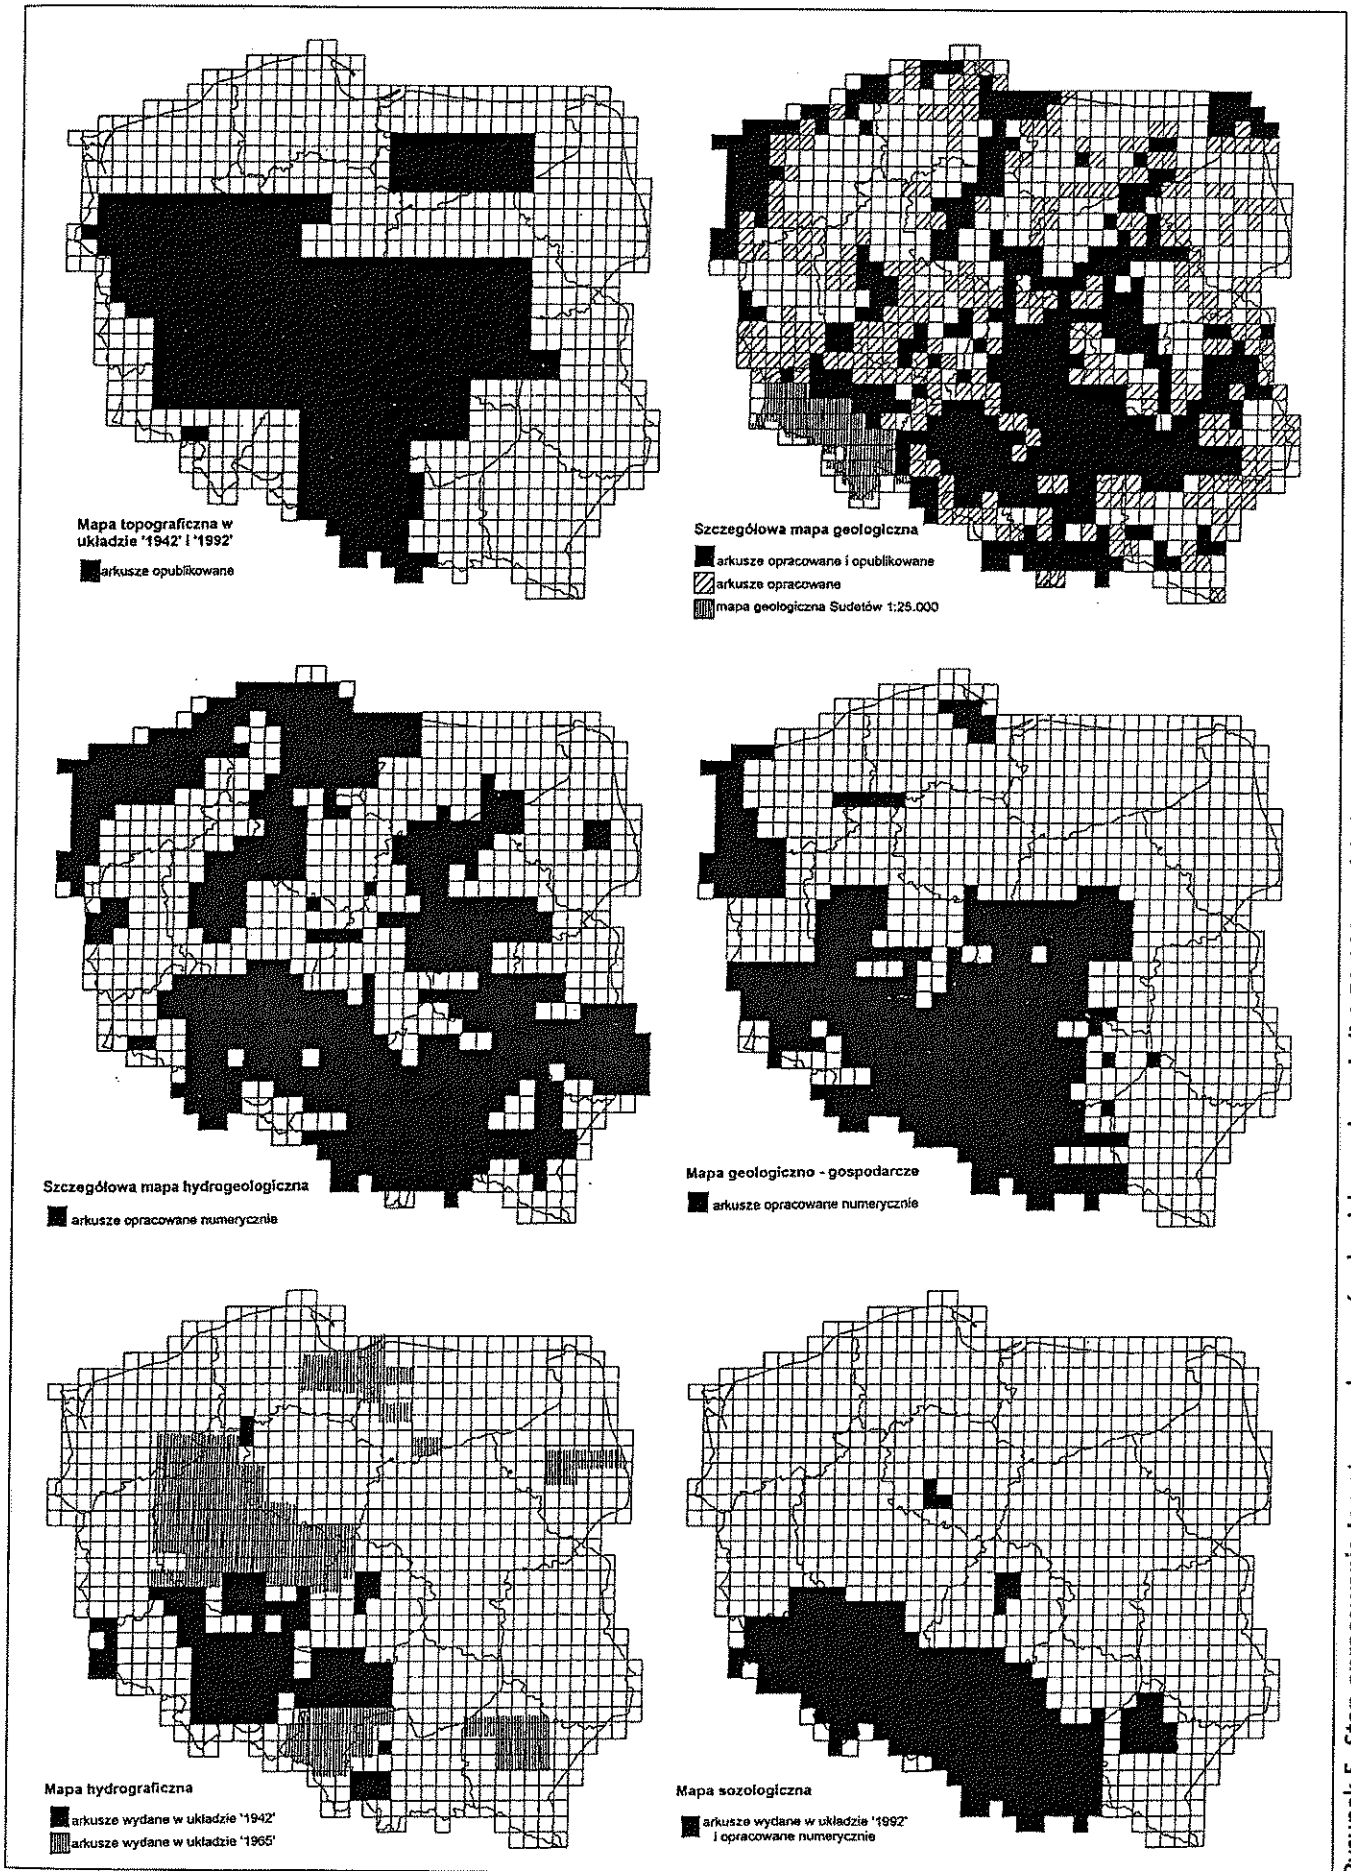 Mapa topograficzna w
układzie '1942' i '1992'
arkusze opublikowane
Szczegółowa mapa geologiczna
arkusze opracowane i opublikowane
arkusze opracowane
mapa geologiczna Sudetów 1:25.000
Szczegółowa mapa hydrogeologiczna
arkusze opracowane numerycznie
Mapa geologiczno - gospodarcze
arkusze opracowane numerycznie
Mapa hydrograficzna
arkusze wydane w układzie '1942'
arkusze wydane w układzie '1965'
Mapa sozologiczna
arkusze wydane w układzie '1992'
i opracowane numerycznie